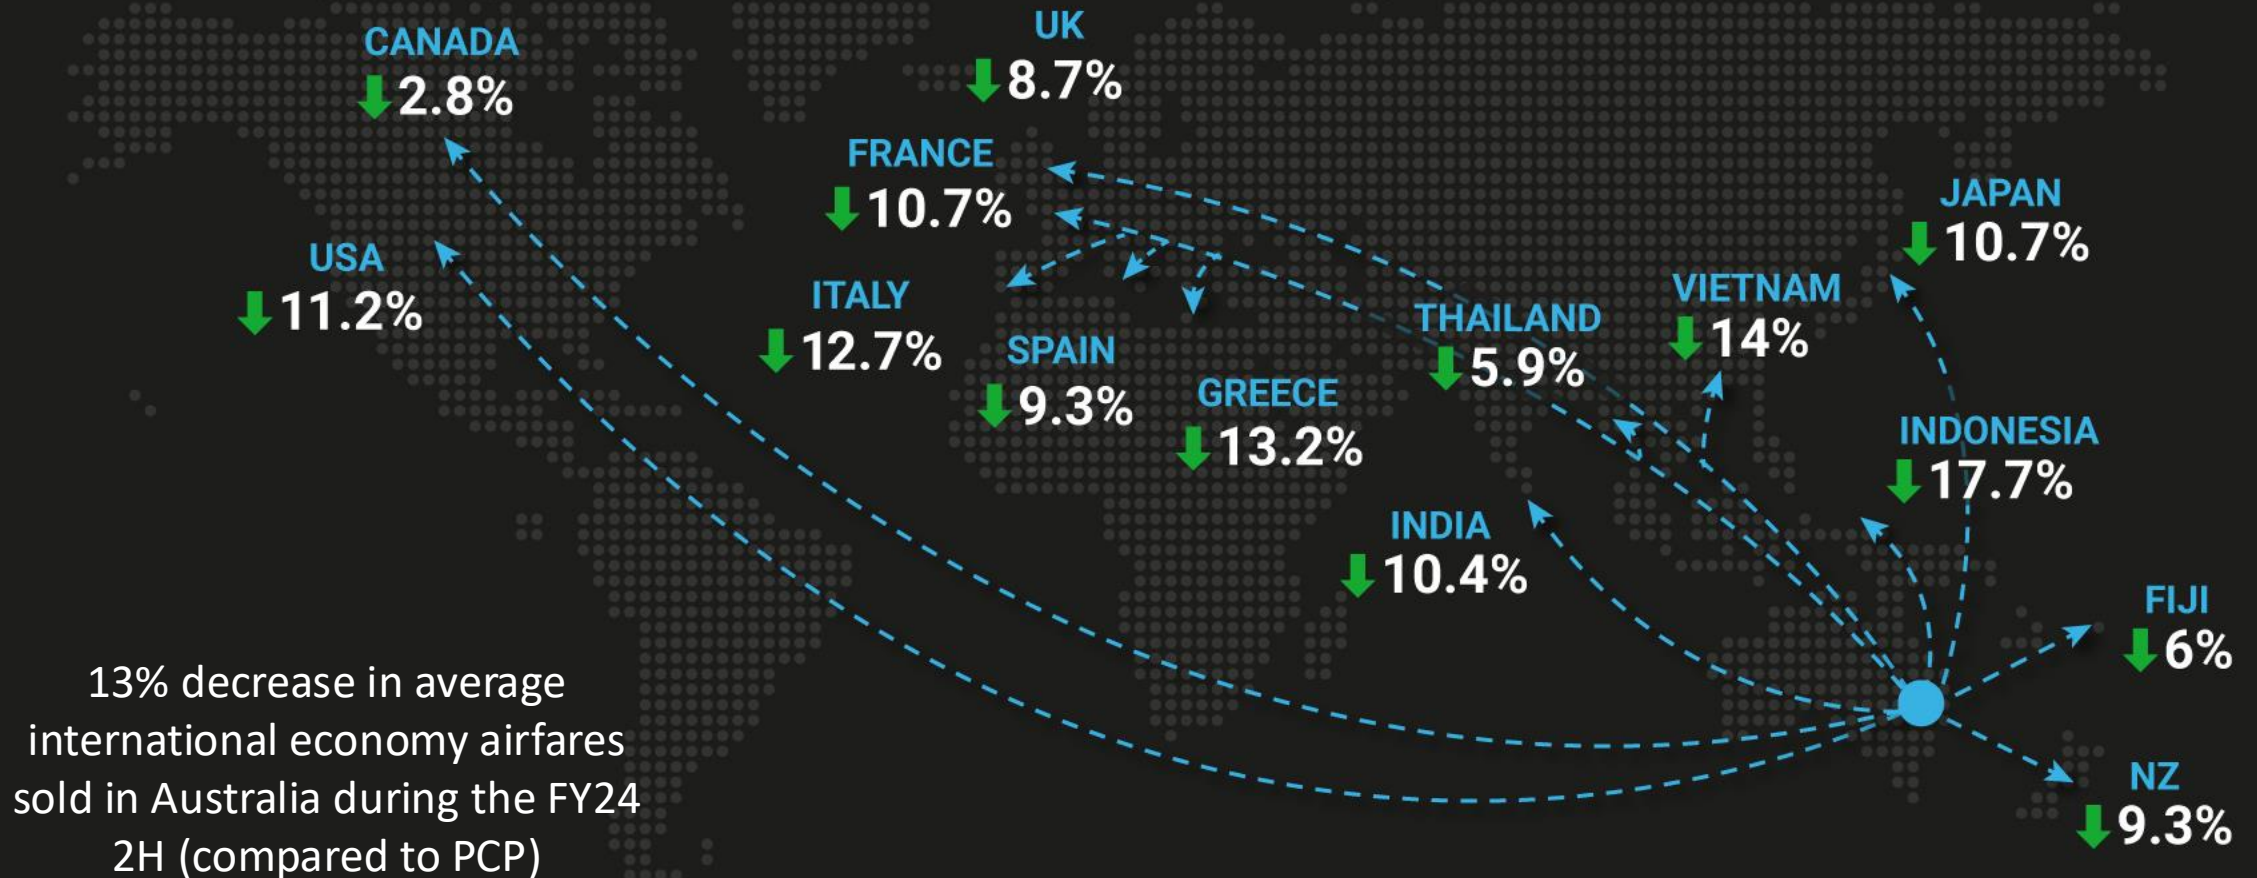 CANADA
2.8%
UK
8.7%
FRANCE
10.7%
JAPAN
10.7%
USA
11.2%
ITALY
12.7%
SPAIN
9.3%
GREECE
13.2%
THAILAND
5.9%
VIETNAM
14%
INDONESIA
17.7%
INDIA
10.4%
FIJI
6%
NZ
9.3%
13% decrease in average
international economy airfares
sold in Australia during the FY24
2H (compared to PCP)